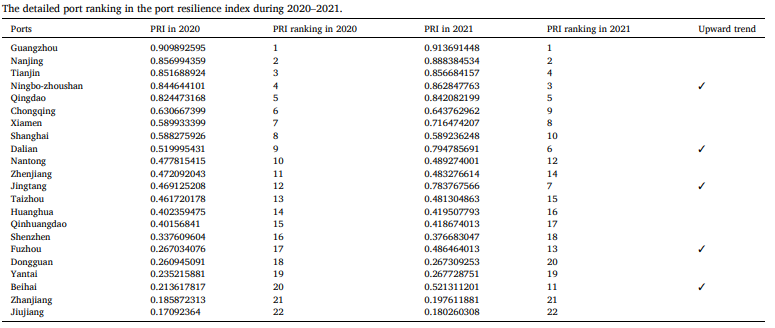 The detailed port ranking in the port resilience index during 2020–2021.
Ports PRI in 2020 PRI ranking in 2020 PRI in 2021 PRI ranking in 2021 Upward trend
Guangzhou 0.909892595 1 0.913691448 1
Nanjing 0.856994359 2 0.888384534 2
Tianjin 0.851688924 3 0.856684157 4
Ningbo-zhoushan 0.844644101 4 0.862847763 3 ✓
Qingdao 0.824473168 5 0.842082199 5
Chongqing 0.630667399 6 0.643762962 9
Xiamen 0.589933399 7 0.716474207 8
Shanghai 0.588275926 8 0.589236248 10
Dalian 0.519995431 9 0.794785691 6 ✓
Nantong 0.477815415 10 0.489274001 12
Zhenjiang 0.472092043 11 0.483276614 14
Jingtang 0.469125208 12 0.783767566 7 ✓
Taizhou 0.461720178 13 0.481304863 15
Huanghua 0.402359475 14 0.419507793 16
Qinhuangdao 0.40156841 15 0.418674013 17
Shenzhen 0.337609604 16 0.376683047 18
Fuzhou 0.267034076 17 0.486464013 13 ✓
Dongguan 0.260945091 18 0.267309253 20
Yantai 0.235215881 19 0.267728751 19
Beihai 0.213617817 20 0.521311201 11 ✓
Zhanjiang 0.185872313 21 0.197611881 21
Jiujiang 0.17092364 22 0.180260308 22